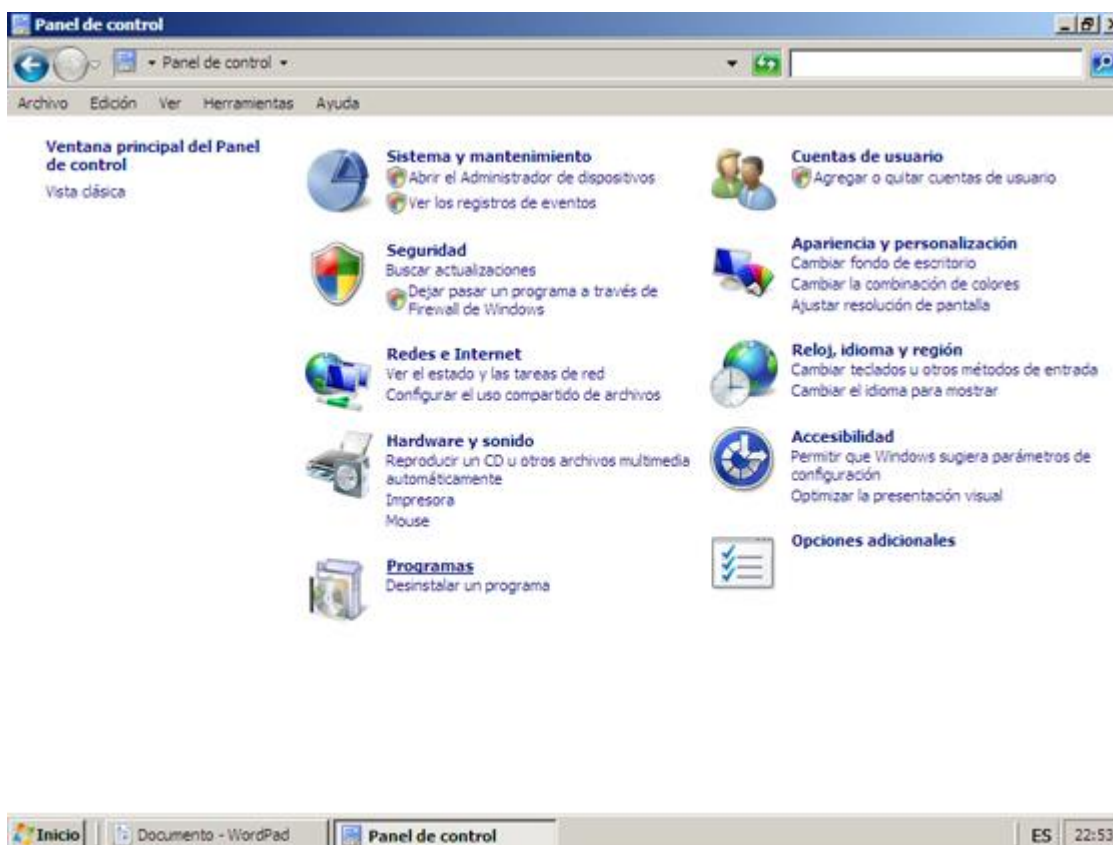 Panel de control
Panel de control
Archivo Edición Ver Herramientas Ayuda
Ventana principal del Panel
de control
Vista clásica
Sistema y mantenimiento
Abrir el Administrador de dispositivos
Ver los registros de eventos
Seguridad
Buscar actualizaciones
Dejar pasar un programa a través de
Firewall de Windows
Redes e Internet
Ver el estado y las tareas de red
Configurar el uso compartido de archivos
Hardware y sonido
Reproducir un CD u otros archivos multimedia
automáticamente
Impresora
Mouse
Programas
Desinstalar un programa
Cuentas de usuario
Agregar o quitar cuentas de usuario
Apariencia y personalización
Cambiar fondo de escritorio
Cambiar la combinación de colores
Ajustar resolución de pantalla
Reloj, idioma y región
Cambiar teclados u otros métodos de entrada
Cambiar el idioma para mostrar
Accesibilidad
Permitir que Windows sugiera parámetros de
configuración
Optimizar la presentación visual
Opciones adicionales
Inicio Documento - WordPad Panel de control ES 22:53